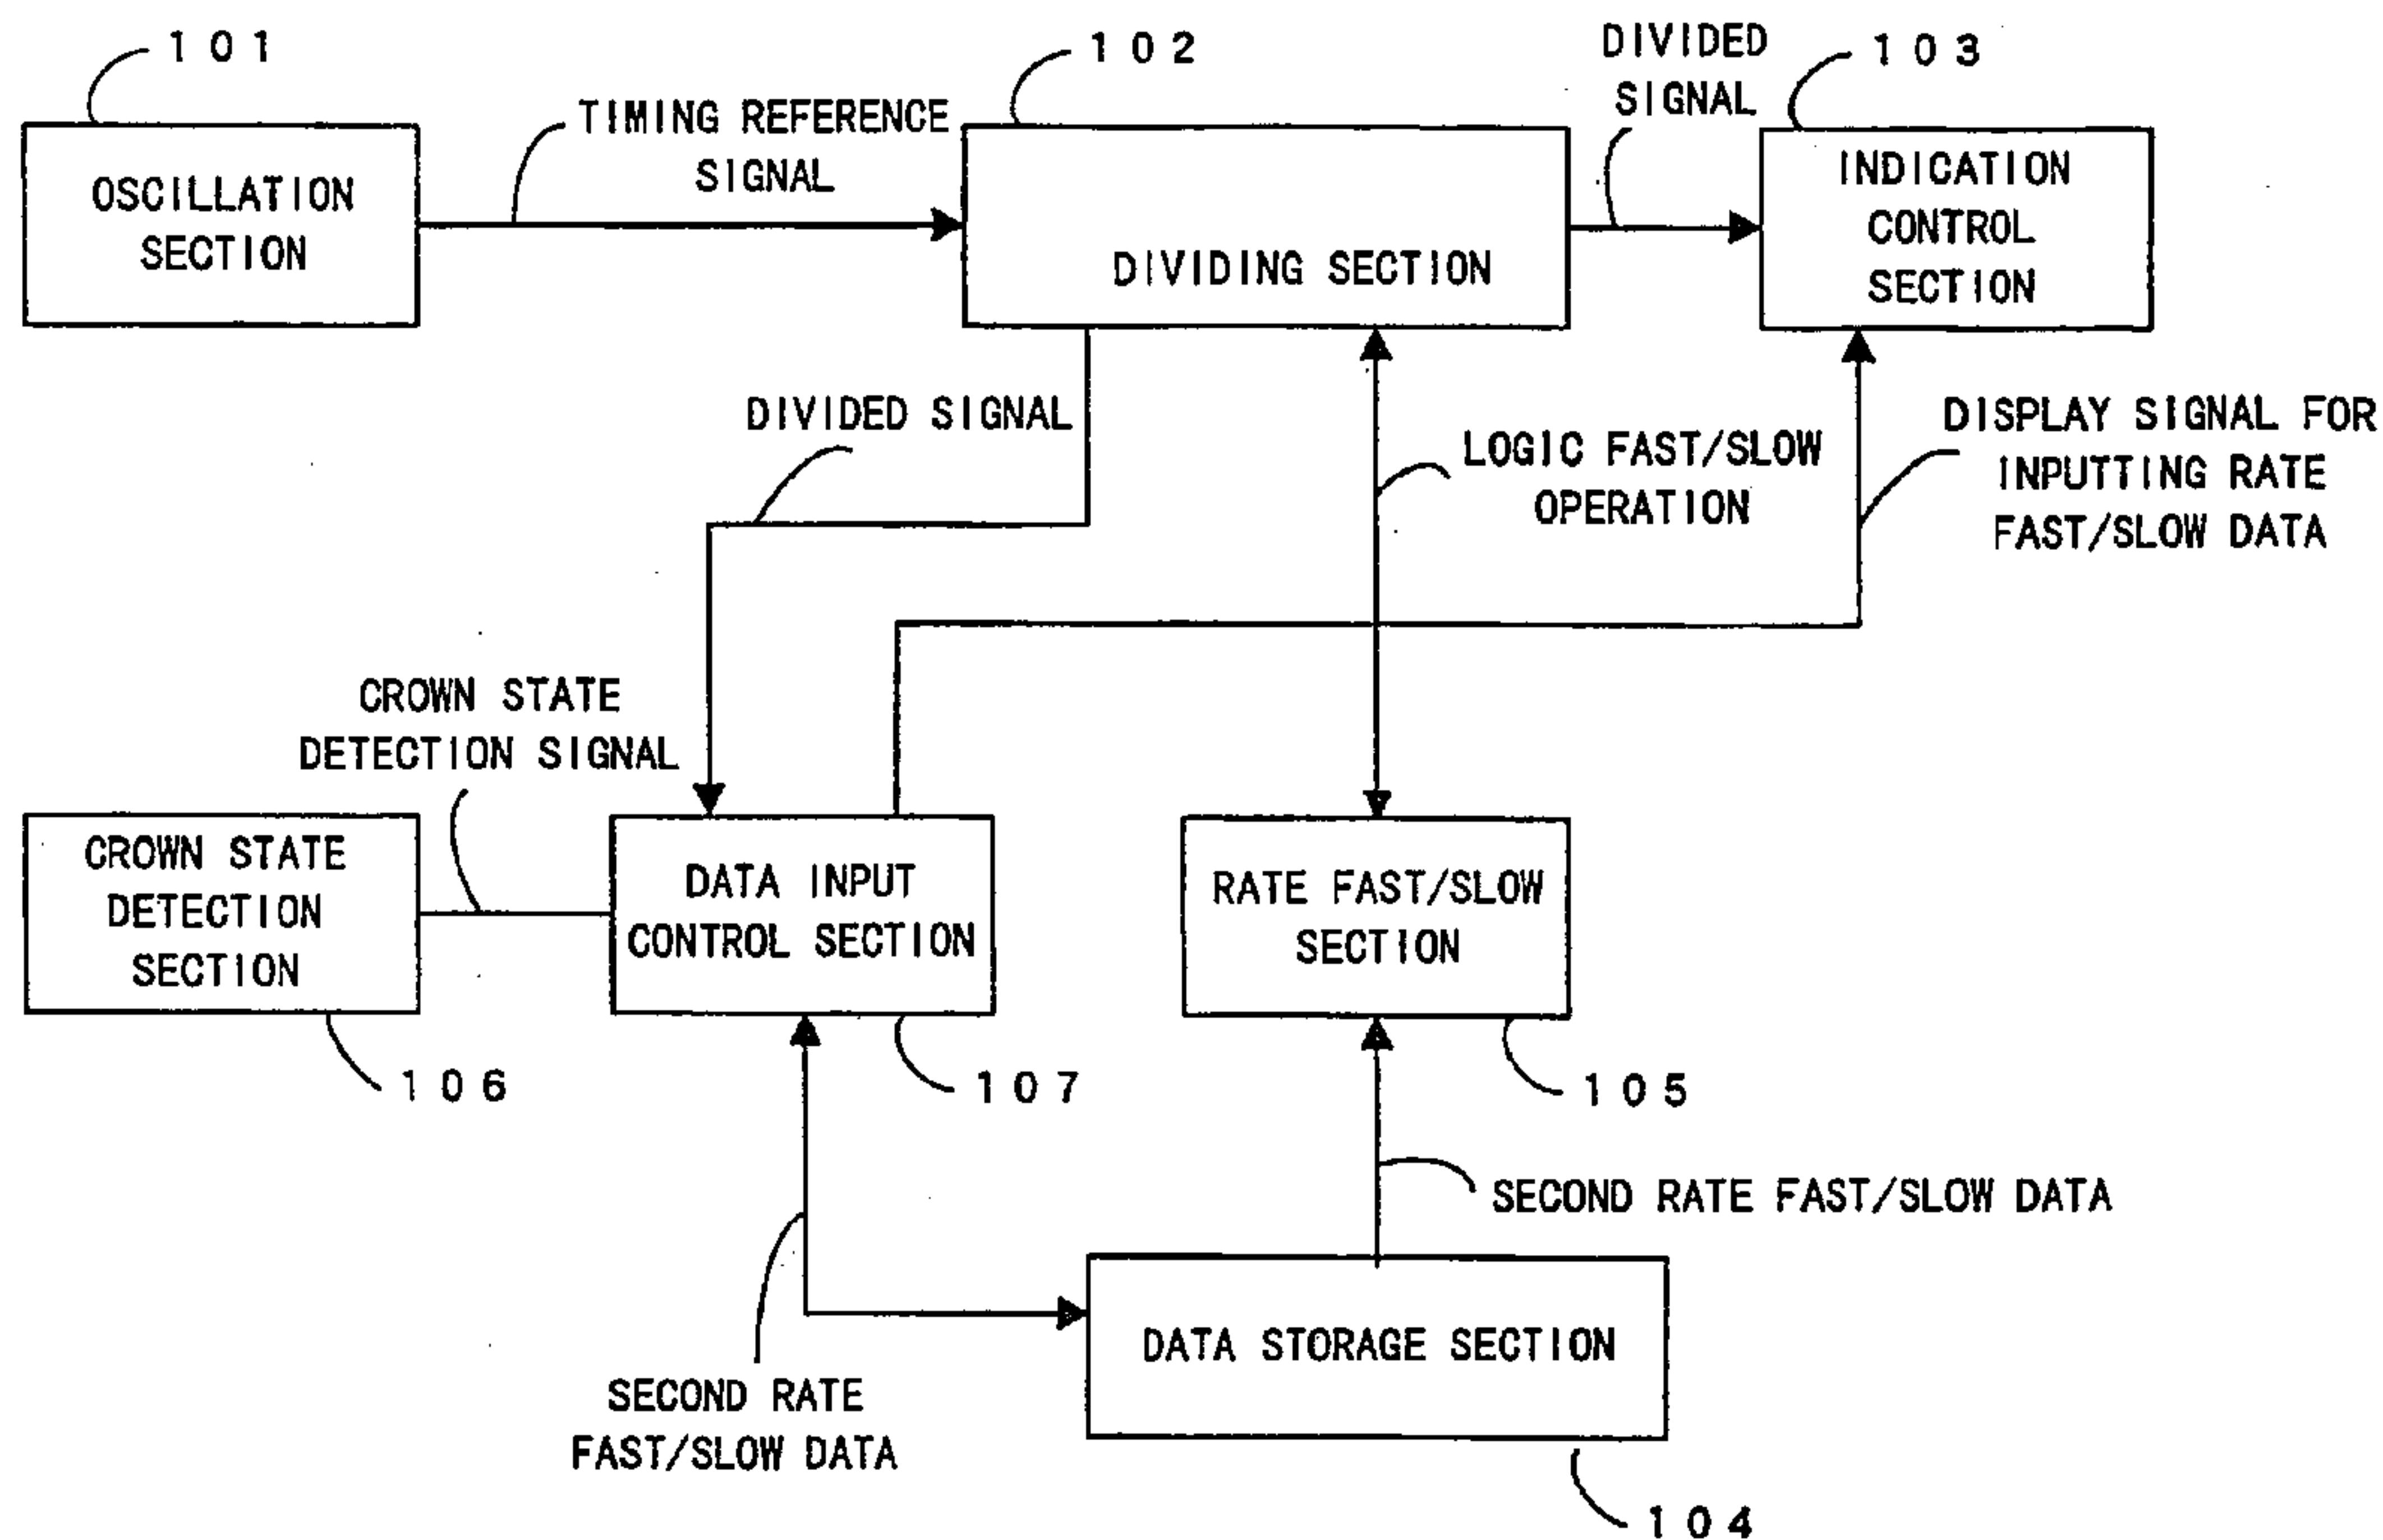 101
OSCILLATION
SECTION
TIMING REFERENCE
SIGNAL
102
DIVIDING SECTION
DIVIDED
SIGNAL
103
INDICATION
CONTROL
SECTION
DIVIDED SIGNAL
LOGIC FAST/SLOW
OPERATION
DISPLAY SIGNAL FOR
INPUTTING RATE
FAST/SLOW DATA
CROWN STATE
DETECTION SIGNAL
CROWN STATE
DETECTION
SECTION
106
DATA INPUT
CONTROL SECTION
107
RATE FAST/SLOW
SECTION
105
SECOND RATE FAST/SLOW DATA
SECOND RATE
FAST/SLOW DATA
DATA STORAGE SECTION
104